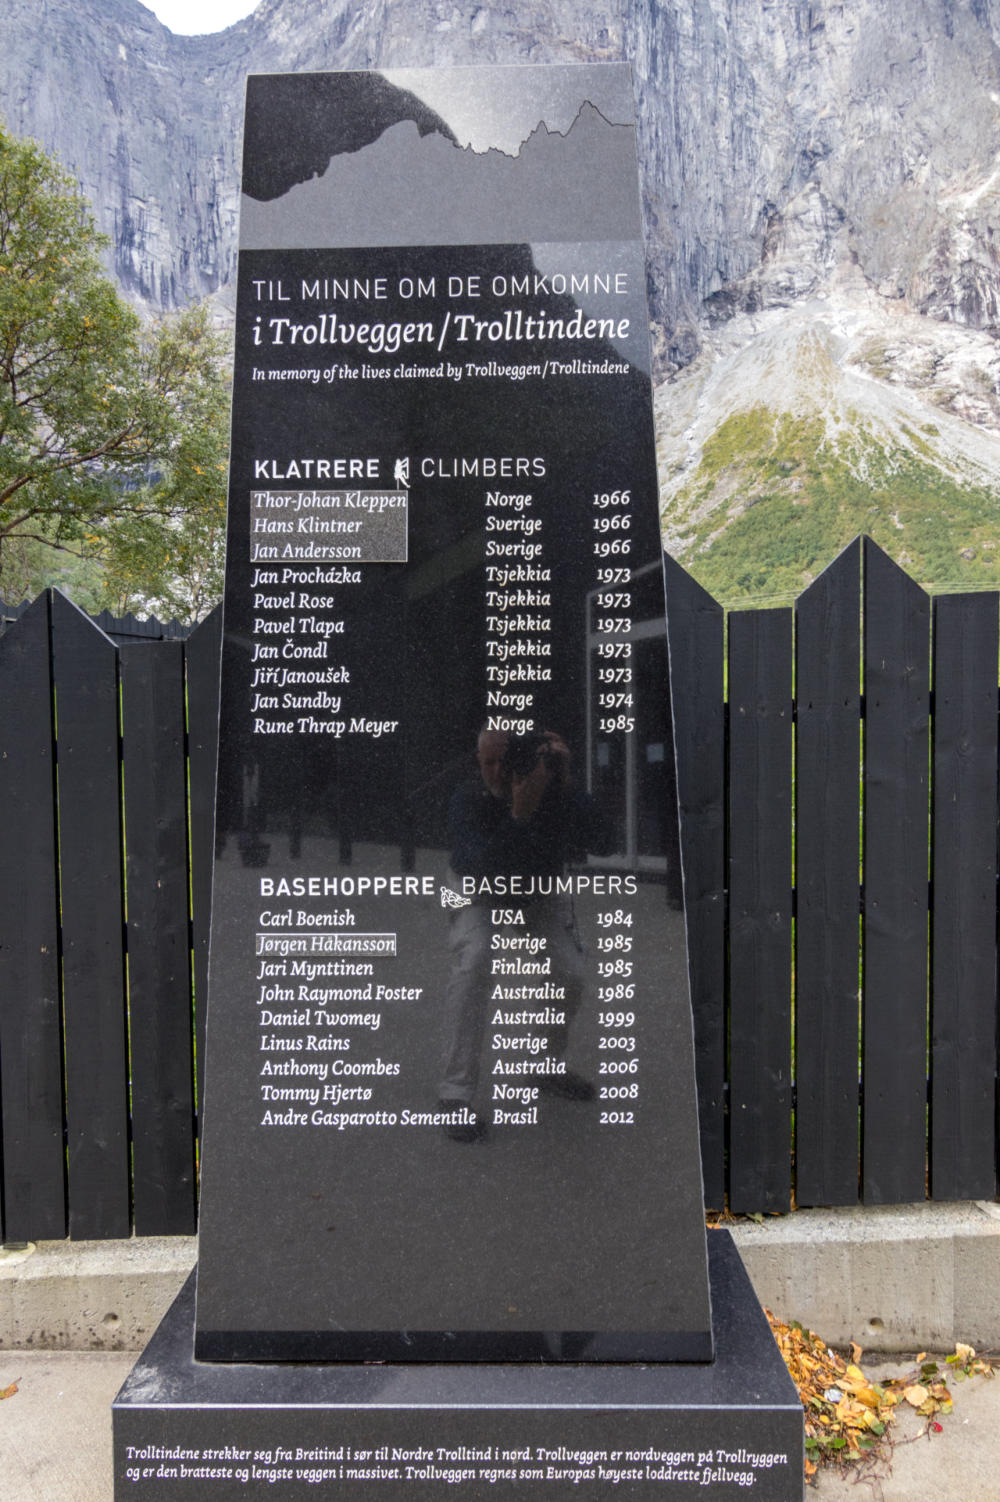 TIL MINNE OM DE OMKOMNE
i Trollveggen/Trolltindene
In memory of the lives claimed by Trollveggen/Trolltindene
KLATRERE CLIMBERS
Thor-Johan Kleppen Norge 1966
Hans Klintner Sverige 1966
Jan Andersson Sverige 1966
Jan Procházka Tsjekkia 1973
Pavel Rose Tsjekkia 1973
Pavel Tlapa Tsjekkia 1973
Jan Čondl Tsjekkia 1973
Jiří Janoušek Tsjekkia 1973
Jan Sundby Norge 1974
Rune Thrap Meyer Norge 1985
BASEHOPPERE BASEJUMPERS
Carl Boenish USA 1984
Jørgen Håkansson Sverige 1985
Jari Mynttinen Finland 1985
John Raymond Foster Australia 1986
Daniel Twomey Australia 1999
Linus Rains Sverige 2003
Anthony Coombes Australia 2006
Tommy Hjertø Norge 2008
Andre Gasparotto Sementile Brasil 2012
Trolltindene strekker seg fra Breitind i sør til Nordre Trolltind i nord. Trollveggen er nordveggen på Trollryggen
og er den bratteste og lengste veggen i massivet. Trollveggen regnes som Europas høyeste loddrette fjellvegg.